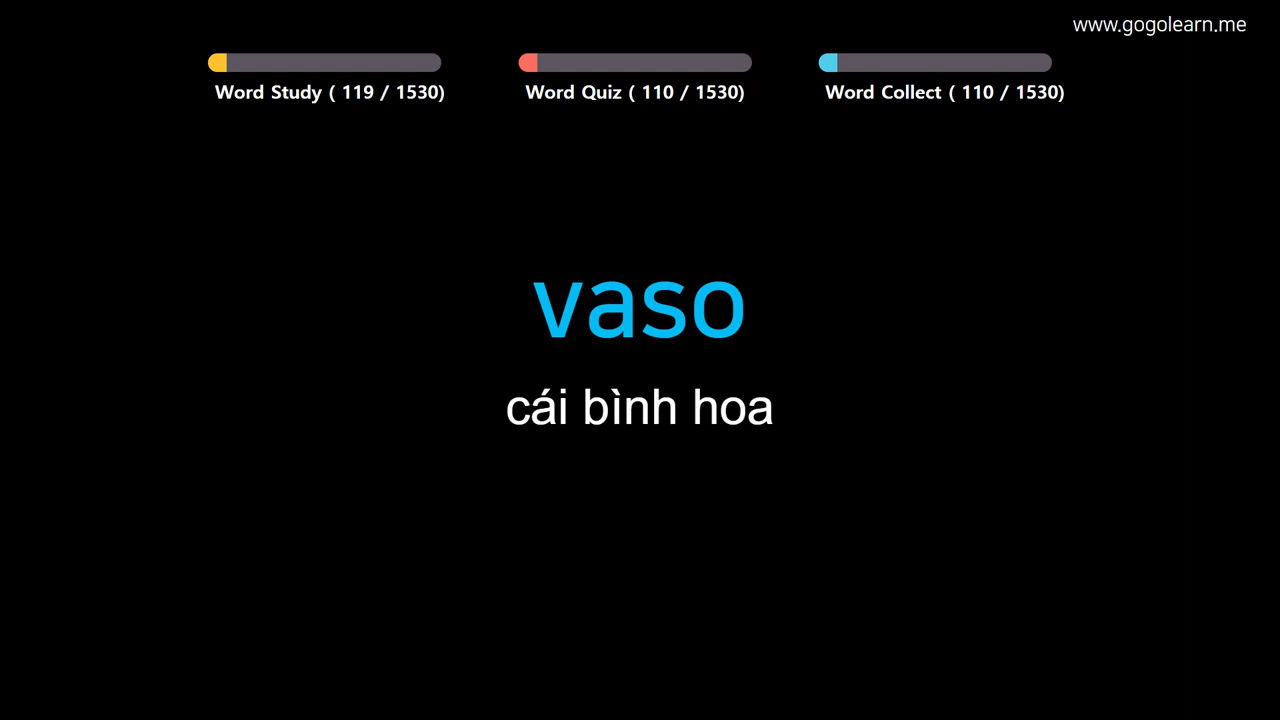 www.gogolearn.me
Word Study ( 119 / 1530)
Word Quiz ( 110 / 1530)
Word Collect ( 110 / 1530)
vaso
cái bình hoa